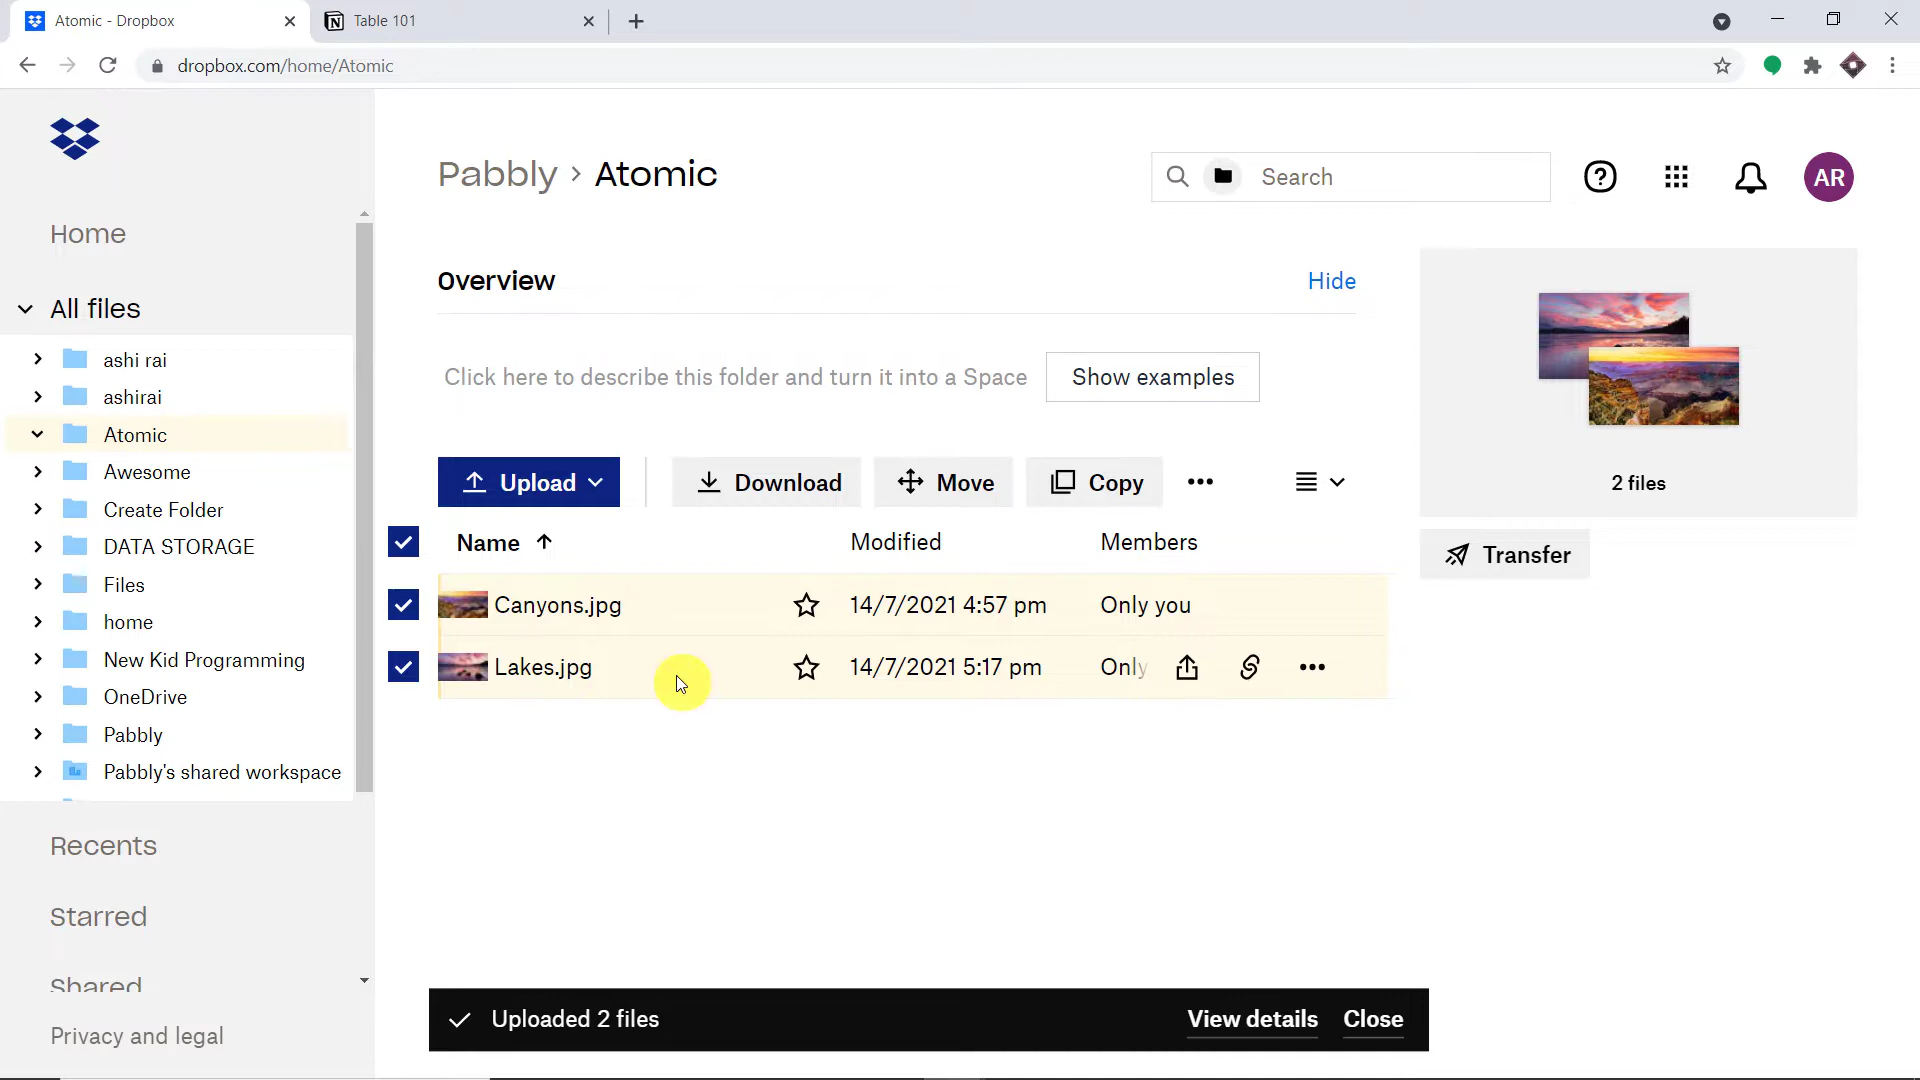 Atomic - Dropbox
Table 101
dropbox.com/home/Atomic
Pabbly > Atomic
Search
AR
Home
All files
ashi rai
ashirai
Atomic
Awesome
Create Folder
DATA STORAGE
Files
home
New Kid Programming
OneDrive
Pabbly
Pabbly's shared workspace
Recents
Starred
Shared
Privacy and legal
Overview
Hide
Click here to describe this folder and turn it into a Space
Show examples
Upload
Download
Move
Copy
Name
Modified
Members
Canyons.jpg
14/7/2021 4:57 pm
Only you
Lakes.jpg
14/7/2021 5:17 pm
Only
2 files
Transfer
Uploaded 2 files
View details
Close